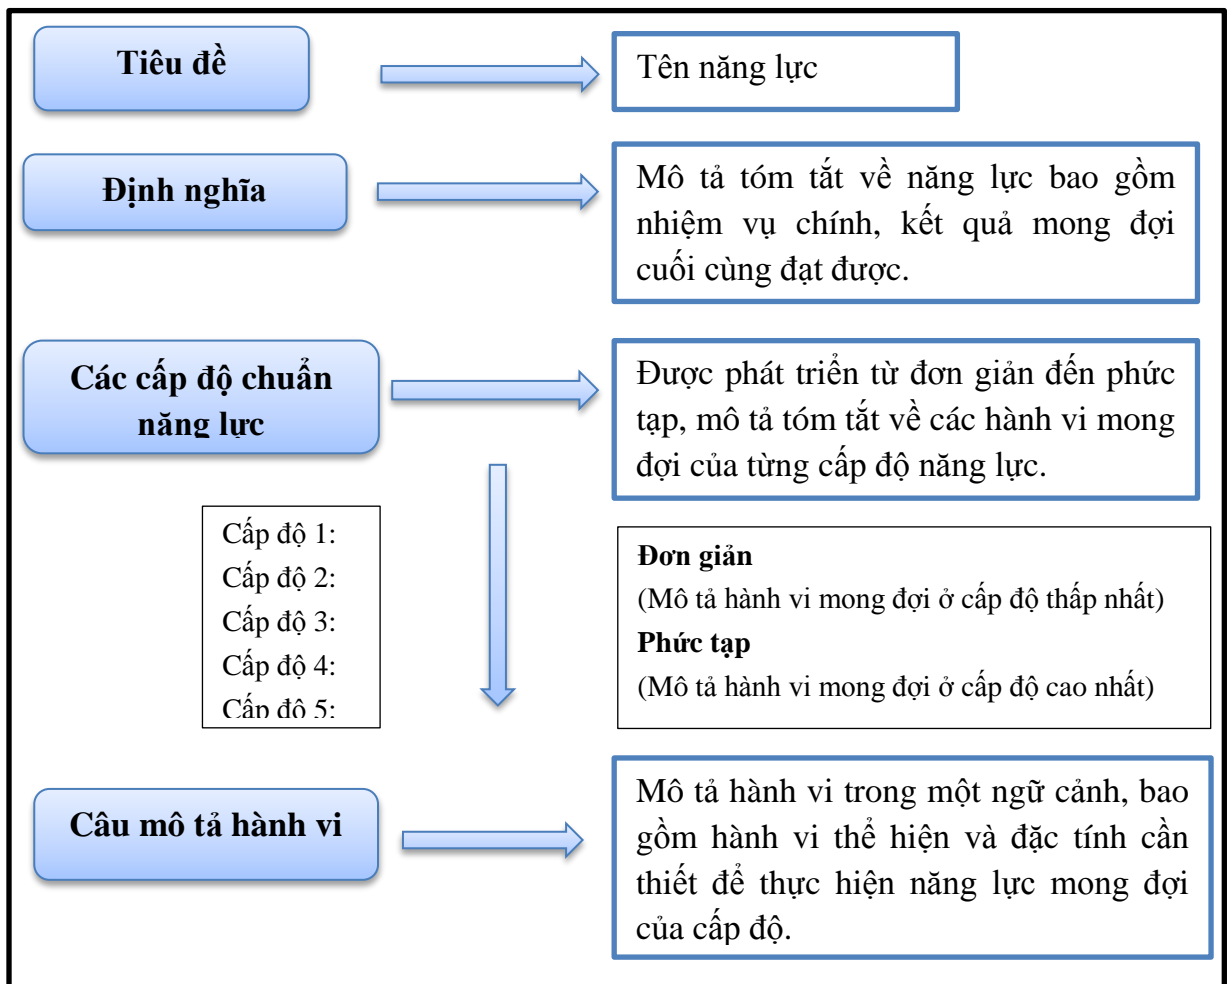 Tiêu đề
Tên năng lực
Định nghĩa
Mô tả tóm tắt về năng lực bao gồm
nhiệm vụ chính, kết quả mong đợi
cuối cùng đạt được.
Các cấp độ chuẩn
năng lực
Được phát triển từ đơn giản đến phức
tạp, mô tả tóm tắt về các hành vi mong
đợi của từng cấp độ năng lực.
Cấp độ 1:
Cấp độ 2:
Cấp độ 3:
Cấp độ 4:
Cấp độ 5:
Đơn giản
(Mô tả hành vi mong đợi ở cấp độ thấp nhất)
Phức tạp
(Mô tả hành vi mong đợi ở cấp độ cao nhất)
Câu mô tả hành vi
Mô tả hành vi trong một ngữ cảnh, bao
gồm hành vi thể hiện và đặc tính cần
thiết để thực hiện năng lực mong đợi
của cấp độ.